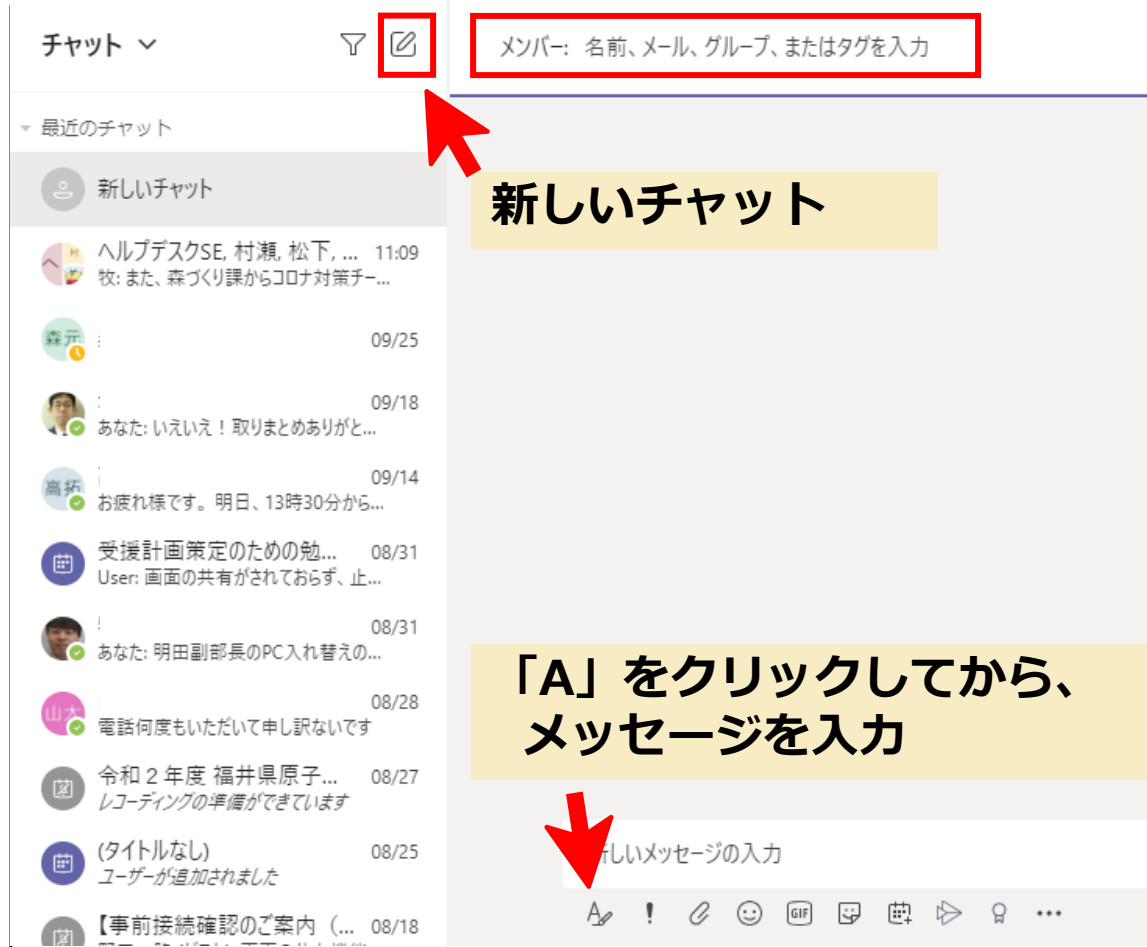 チャット
メンバー: 名前、メール、グループ、またはタグを入力
最近のチャット
新しいチャット
新しいチャット
ヘルプデスクSE, 村瀬, 松下, ... 11:09
牧: また、森づくり課からコロナ対策チー...
森元 09/25
09/18
あなた: いえいえ！取りまとめありがと...
高拓 09/14
お疲れ様です。明日、13時30分から...
受援計画策定のための勉... 08/31
User: 画面の共有がされておらず、止...
08/31
あなた: 明田副部長のPC入れ替えの...
山大 08/28
電話何度もいただいて申し訳ないです
「A」をクリックしてから、
メッセージを入力
令和２年度 福井県原子... 08/27
レコーディングの準備ができています
(タイトルなし) 08/25
ユーザーが追加されました
しいメッセージの入力
GIF
【事前接続確認のご案内（... 08/18